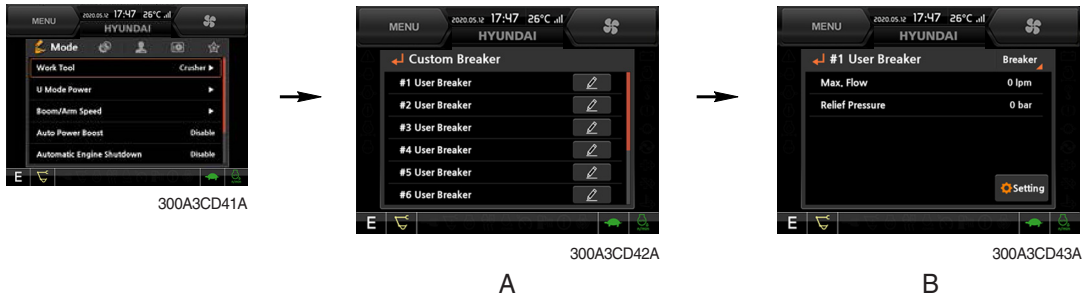 MENU 2020.05.12 17:47 26°C .ıl
HYUNDAI
Mode
Work Tool Crusher ▶
U Mode Power ▶
Boom/Arm Speed ▶
Auto Power Boost Disable
Automatic Engine Shutdown Disable
E
300A3CD41A
MENU 2020.05.12 17:47 26°C
HYUNDAI
Custom Breaker
#1 User Breaker
#2 User Breaker
#3 User Breaker
#4 User Breaker
#5 User Breaker
#6 User Breaker
E
300A3CD42A
A
MENU 2020.05.12 17:47 26°C
HYUNDAI
#1 User Breaker Breaker
Max. Flow 0 lpm
Relief Pressure 0 bar
Setting
E
300A3CD43A
B